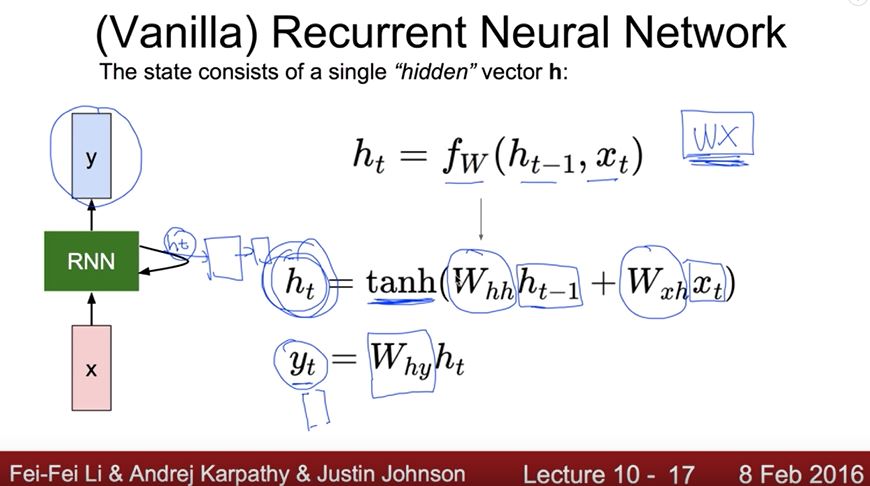 (Vanilla) Recurrent Neural Network
The state consists of a single “hidden” vector h:
y
RNN
x
ht
h_t = f_W(h_{t−1}, x_t)
WX
h_t = tanh(W_{hh}h_{t−1} + W_{xh}x_t)
y_t = W_{hy}h_t
Fei-Fei Li & Andrej Karpathy & Justin Johnson Lecture 10 - 17 8 Feb 2016